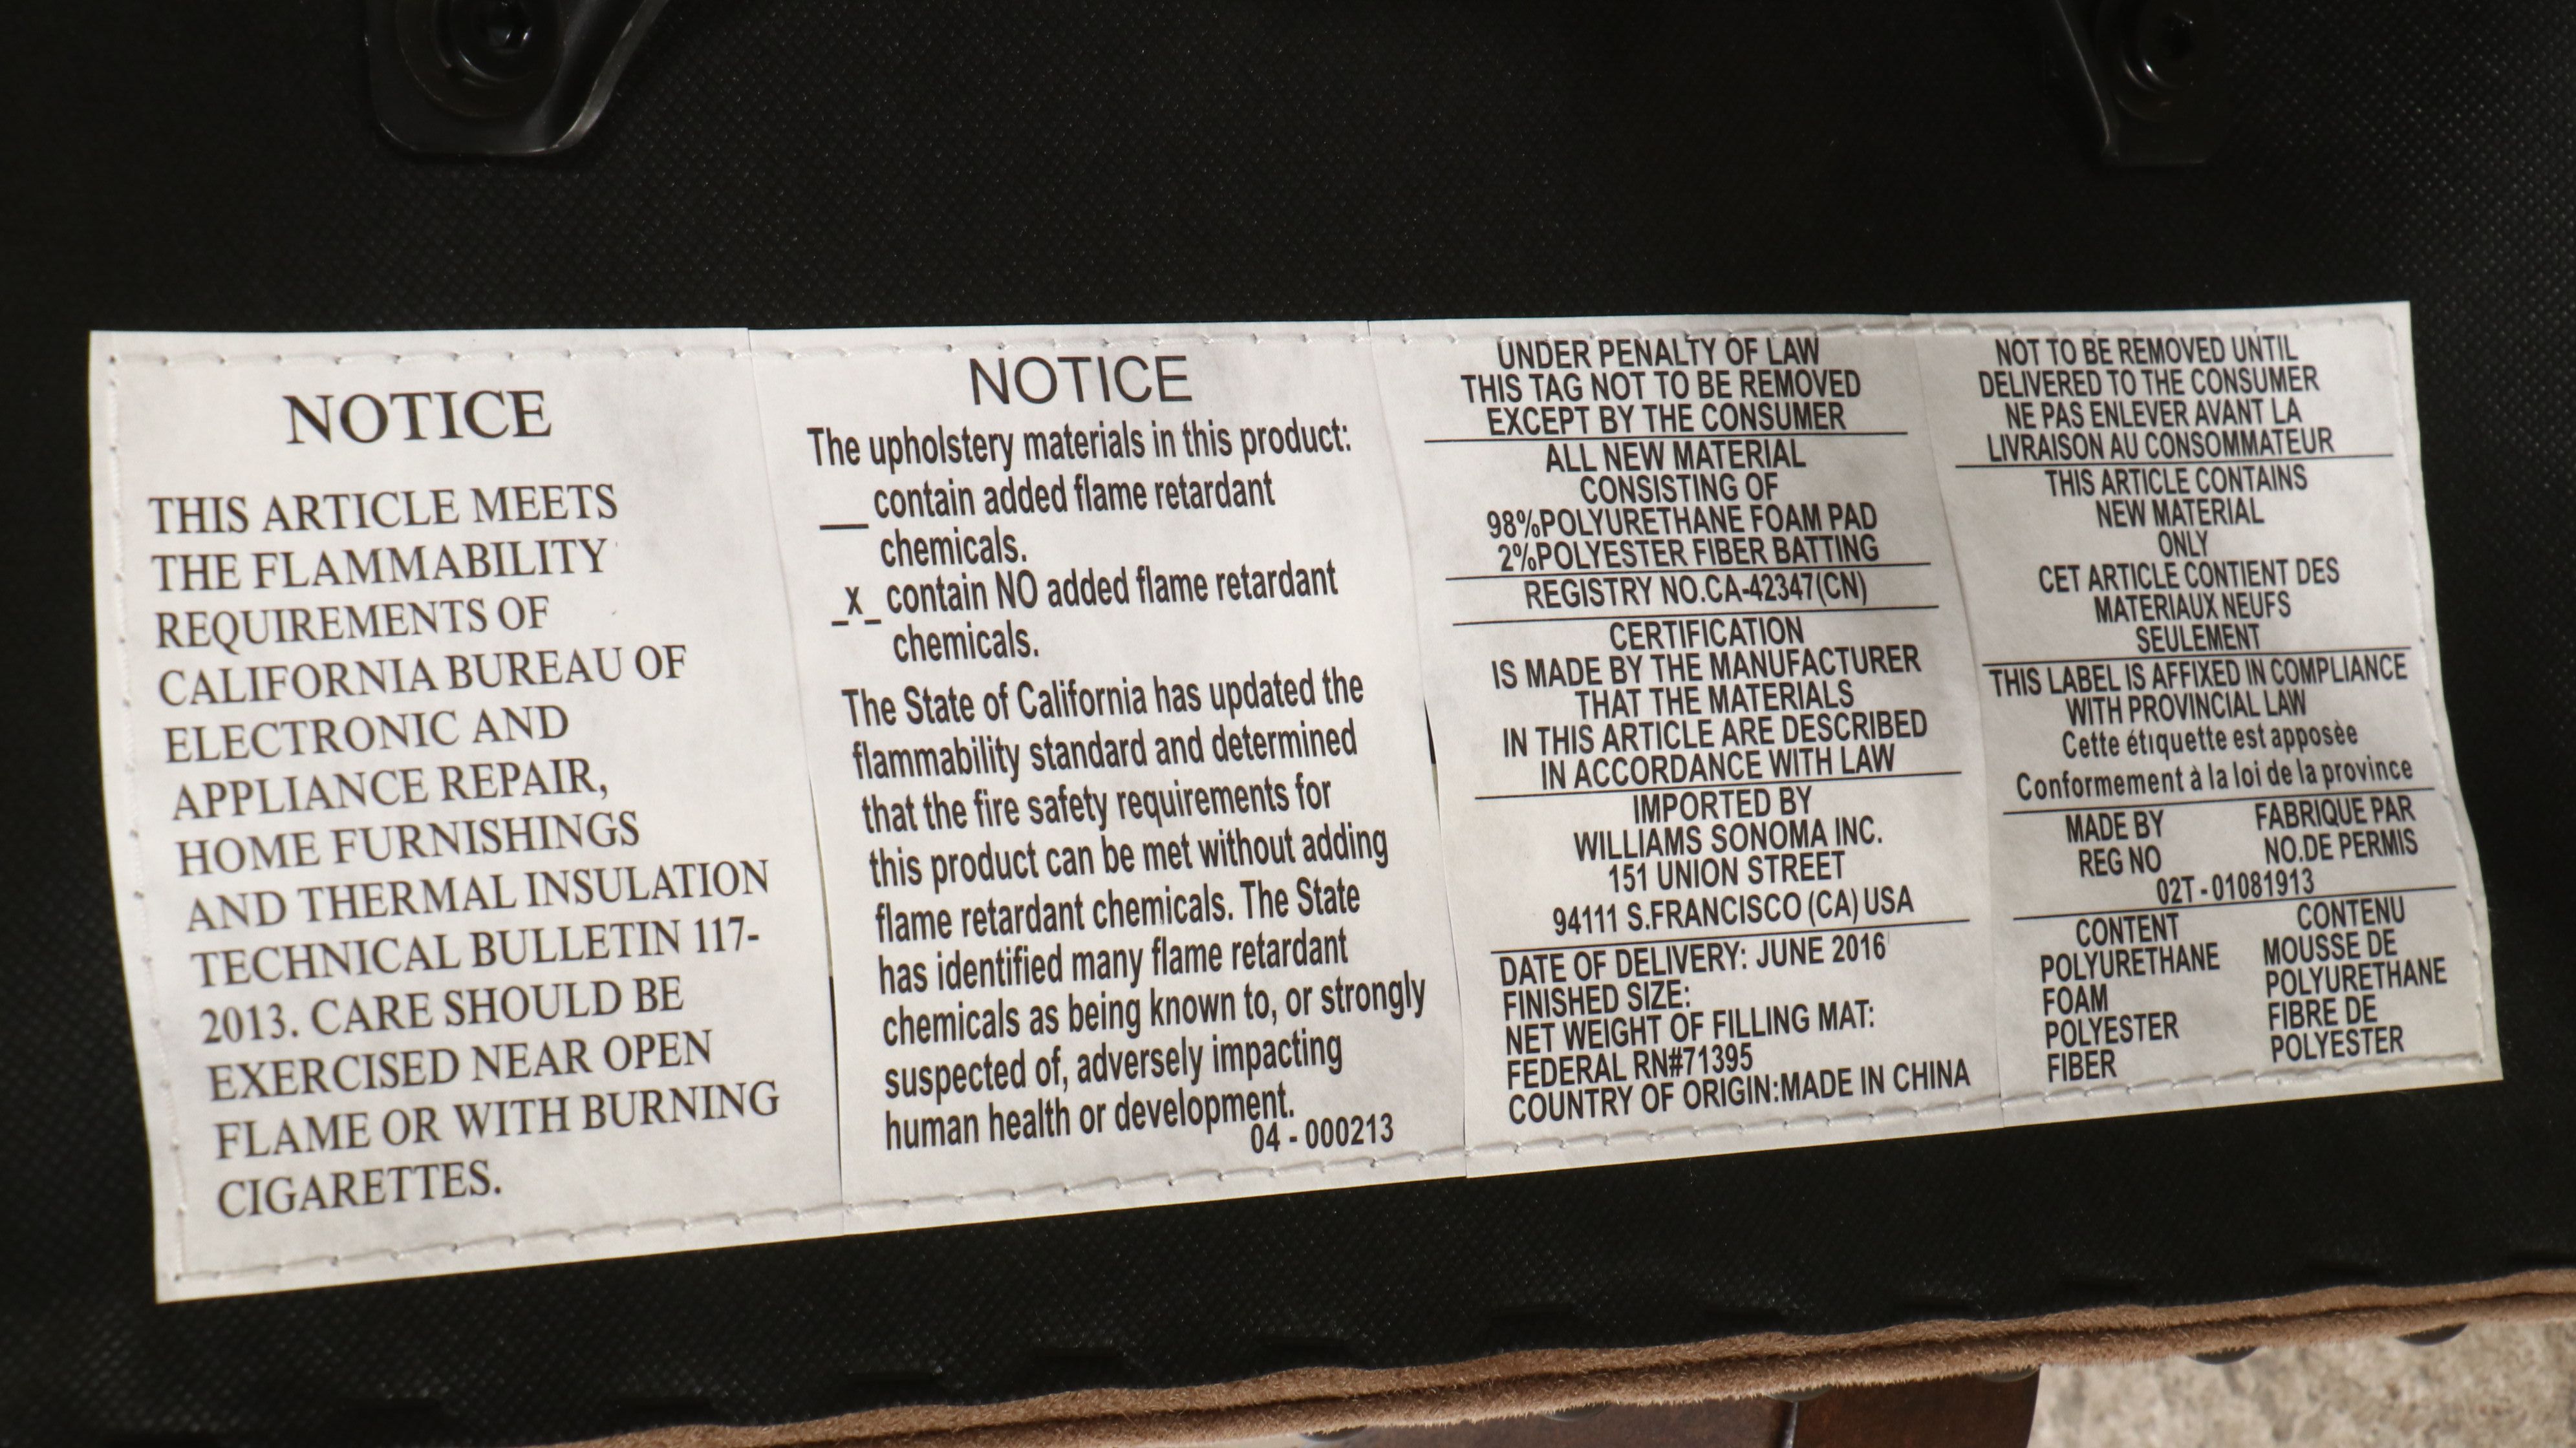 NOTICE
THIS ARTICLE MEETS
THE FLAMMABILITY
REQUIREMENTS OF
CALIFORNIA BUREAU OF
ELECTRONIC AND
APPLIANCE REPAIR,
HOME FURNISHINGS
AND THERMAL INSULATION
TECHNICAL BULLETIN 117-
2013. CARE SHOULD BE
EXERCISED NEAR OPEN
FLAME OR WITH BURNING
CIGARETTES.
NOTICE
The upholstery materials in this product:
__ contain added flame retardant
chemicals.
_x_ contain NO added flame retardant
chemicals.
The State of California has updated the
flammability standard and determined
that the fire safety requirements for
this product can be met without adding
flame retardant chemicals. The State
has identified many flame retardant
chemicals as being known to, or strongly
suspected of, adversely impacting
human health or development.
04 - 000213
UNDER PENALTY OF LAW
THIS TAG NOT TO BE REMOVED
EXCEPT BY THE CONSUMER
ALL NEW MATERIAL
CONSISTING OF
98%POLYURETHANE FOAM PAD
2%POLYESTER FIBER BATTING
REGISTRY NO.CA-42347(CN)
CERTIFICATION
IS MADE BY THE MANUFACTURER
THAT THE MATERIALS
IN THIS ARTICLE ARE DESCRIBED
IN ACCORDANCE WITH LAW
IMPORTED BY
WILLIAMS SONOMA INC.
151 UNION STREET
94111 S.FRANCISCO (CA) USA
DATE OF DELIVERY: JUNE 2016
FINISHED SIZE:
NET WEIGHT OF FILLING MAT:
FEDERAL RN#71395
COUNTRY OF ORIGIN:MADE IN CHINA
NOT TO BE REMOVED UNTIL
DELIVERED TO THE CONSUMER
NE PAS ENLEVER AVANT LA
LIVRAISON AU CONSOMMATEUR
THIS ARTICLE CONTAINS
NEW MATERIAL
ONLY
CET ARTICLE CONTIENT DES
MATERIAUX NEUFS
SEULEMENT
THIS LABEL IS AFFIXED IN COMPLIANCE
WITH PROVINCIAL LAW
Cette étiquette est apposèe
Conformement à la loi de la province
MADE BY FABRIQUE PAR
REG NO NO.DE PERMIS
02T - 01081913
CONTENT CONTENU
POLYURETHANE MOUSSE DE
FOAM POLYURETHANE
POLYESTER FIBRE DE
FIBER POLYESTER